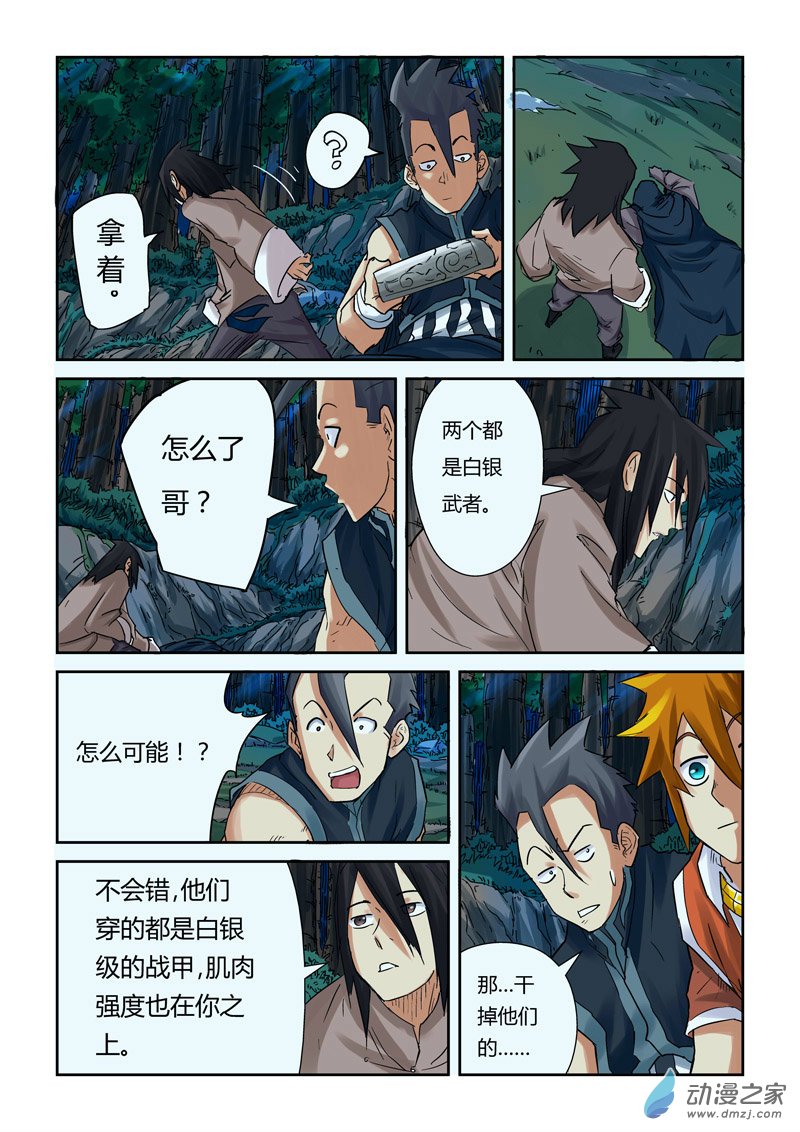 ？
拿
着。
怎么了
哥？
两个都
是白银
武者。
怎么可能！？
那…干
掉他们
的……
不会错,他们
穿的都是白银
级的战甲,肌肉
强度也在你之
上。
动漫之家
www.dmzj.com